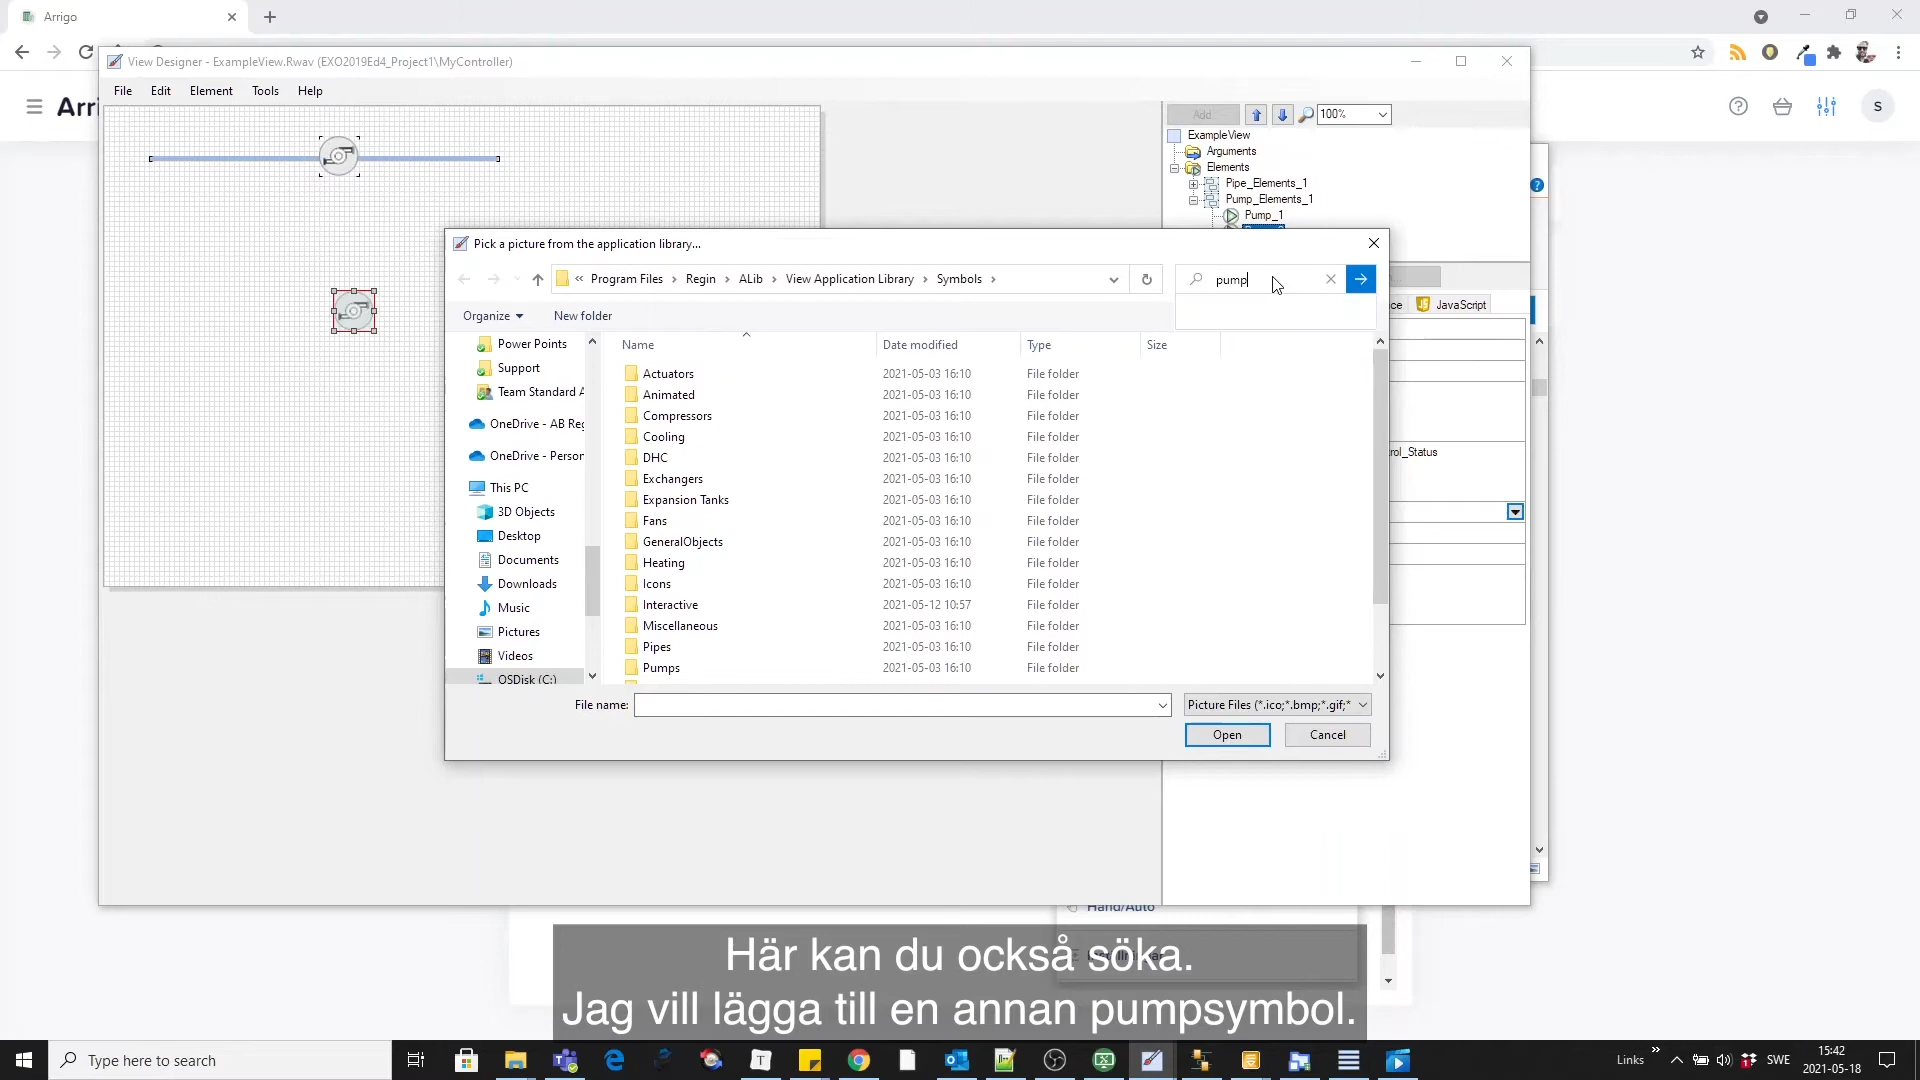 Arrigo
View Designer - ExampleView.Rwav (EXO2019Ed4_Project1\MyController)
File Edit Element Tools Help
Arri
S
Add 100%
ExampleView
Arguments
Elements
Pipe_Elements_1
Pump_Elements_1
Pump_1
Pick a picture from the application library...
« Program Files › Regin › ALib › View Application Library › Symbols ›
pump
Organize New folder
JavaScript
Power Points
Support
Team Standard A
OneDrive - AB Reg
OneDrive - Person
This PC
3D Objects
Desktop
Documents
Downloads
Music
Pictures
Videos
OSDisk (C:)
Name Date modified Type Size
Actuators 2021-05-03 16:10 File folder
Animated 2021-05-03 16:10 File folder
Compressors 2021-05-03 16:10 File folder
Cooling 2021-05-03 16:10 File folder
DHC 2021-05-03 16:10 File folder
Exchangers 2021-05-03 16:10 File folder
Expansion Tanks 2021-05-03 16:10 File folder
Fans 2021-05-03 16:10 File folder
GeneralObjects 2021-05-03 16:10 File folder
Heating 2021-05-03 16:10 File folder
Icons 2021-05-03 16:10 File folder
Interactive 2021-05-12 10:57 File folder
Miscellaneous 2021-05-03 16:10 File folder
Pipes 2021-05-03 16:10 File folder
Pumps 2021-05-03 16:10 File folder
rol_Status
File name: Picture Files (*.ico;*.bmp;*.gif;*
Open Cancel
Hand/Auto
Här kan du också söka.
Jag vill lägga till en annan pumpsymbol.
Type here to search
Links » SWE 15:42
2021-05-18